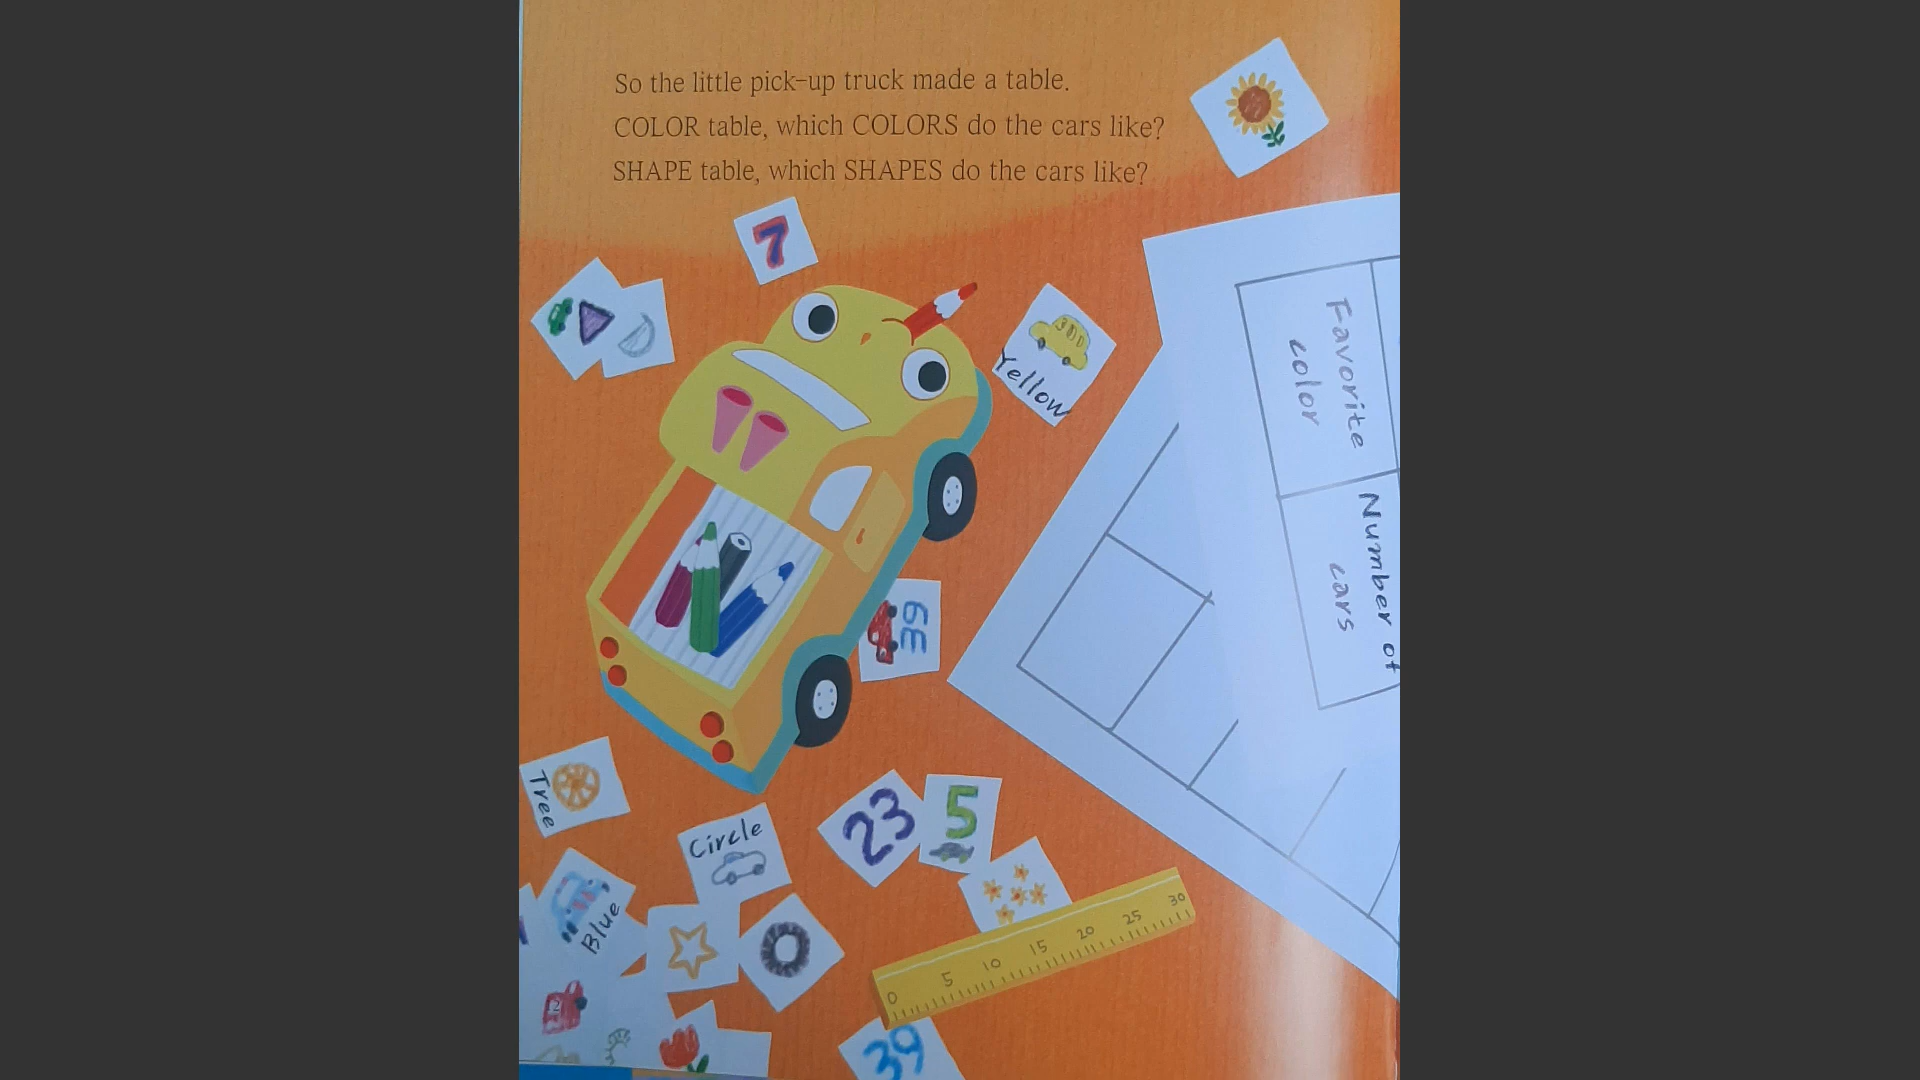 So the little pick-up truck made a table.
COLOR table, which COLORS do the cars like?
SHAPE table, which SHAPES do the cars like?
7
Yellow
Favorite
color
Number of
cars
39
Tree
Circle
23
5
Blue
2
0 5 10 15 20 25 30
39